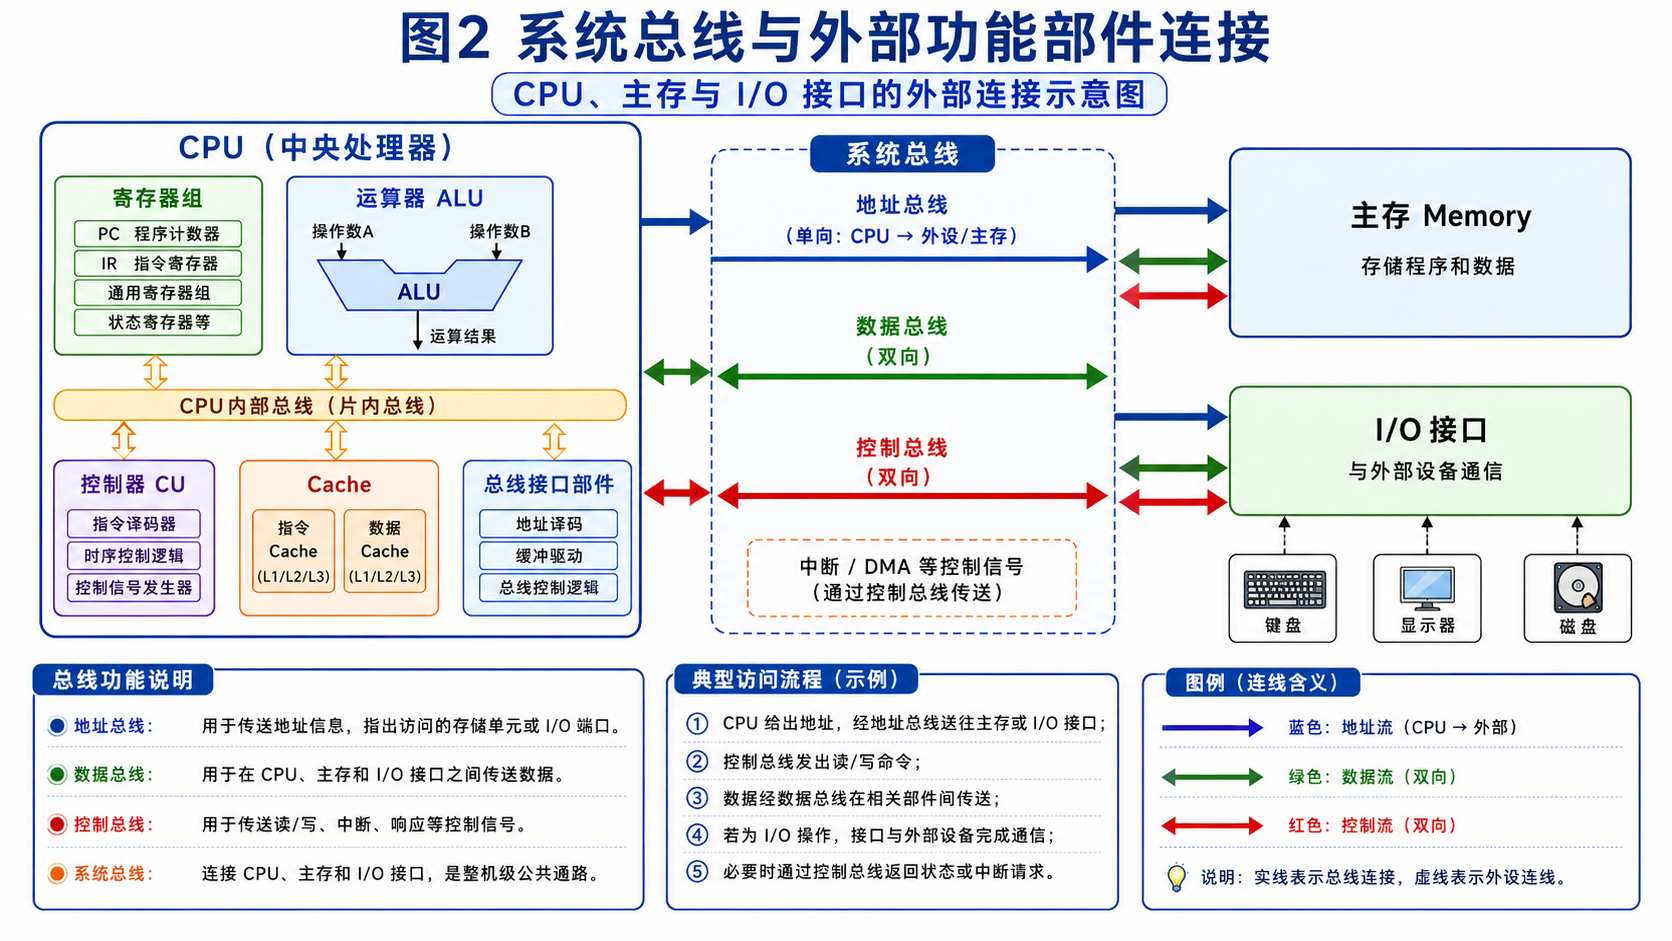 图2 系统总线与外部功能部件连接
CPU、主存与 I/O 接口的外部连接示意图
CPU（中央处理器）
寄存器组
PC 程序计数器
IR 指令寄存器
通用寄存器组
状态寄存器等
运算器 ALU
操作数A
操作数B
ALU
运算结果
CPU内部总线（片内总线）
控制器 CU
指令译码器
时序控制逻辑
控制信号发生器
Cache
指令
Cache
(L1/L2/L3)
数据
Cache
(L1/L2/L3)
总线接口部件
地址译码
缓冲驱动
总线控制逻辑
系统总线
地址总线
（单向：CPU → 外设/主存）
数据总线
（双向）
控制总线
（双向）
中断 / DMA 等控制信号
（通过控制总线传送）
主存 Memory
存储程序和数据
I/O 接口
与外部设备通信
键盘
显示器
磁盘
总线功能说明
地址总线： 用于传送地址信息，指出访问的存储单元或 I/O 端口。
数据总线： 用于在 CPU、主存和 I/O 接口之间传送数据。
控制总线： 用于传送读/写、中断、响应等控制信号。
系统总线： 连接 CPU、主存和 I/O 接口，是整机级公共通路。
典型访问流程（示例）
① CPU 给出地址，经地址总线送往主存或 I/O 接口；
② 控制总线发出读/写命令；
③ 数据经数据总线在相关部件间传送；
④ 若为 I/O 操作，接口与外部设备完成通信；
⑤ 必要时通过控制总线返回状态或中断请求。
图例（连线含义）
蓝色：地址流（CPU → 外部）
绿色：数据流（双向）
红色：控制流（双向）
说明：实线表示总线连接，虚线表示外设连线。